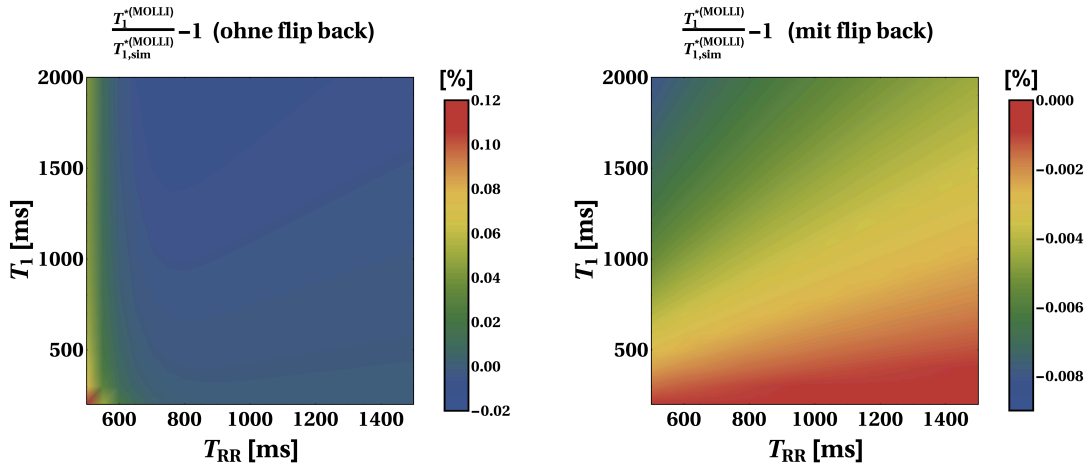 T₁*(MOLLI) / T₁,sim*(MOLLI) −1 (ohne flip back)
[%]
2000
1500
1000
500
T₁ [ms]
600 800 1000 1200 1400
T_RR [ms]
0.12
0.10
0.08
0.06
0.04
0.02
0.00
−0.02
T₁*(MOLLI) / T₁,sim*(MOLLI) −1 (mit flip back)
[%]
2000
1500
1000
500
T₁ [ms]
600 800 1000 1200 1400
T_RR [ms]
0.000
−0.002
−0.004
−0.006
−0.008